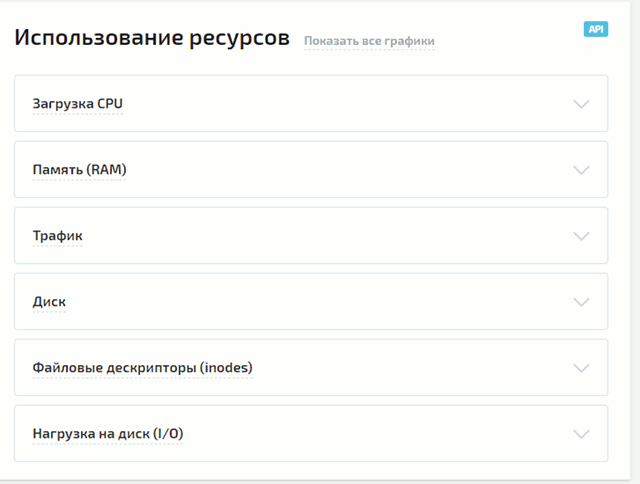 Использование ресурсов Показать все графики API
Загрузка CPU
Память (RAM)
Трафик
Диск
Файловые дескрипторы (inodes)
Нагрузка на диск (I/O)